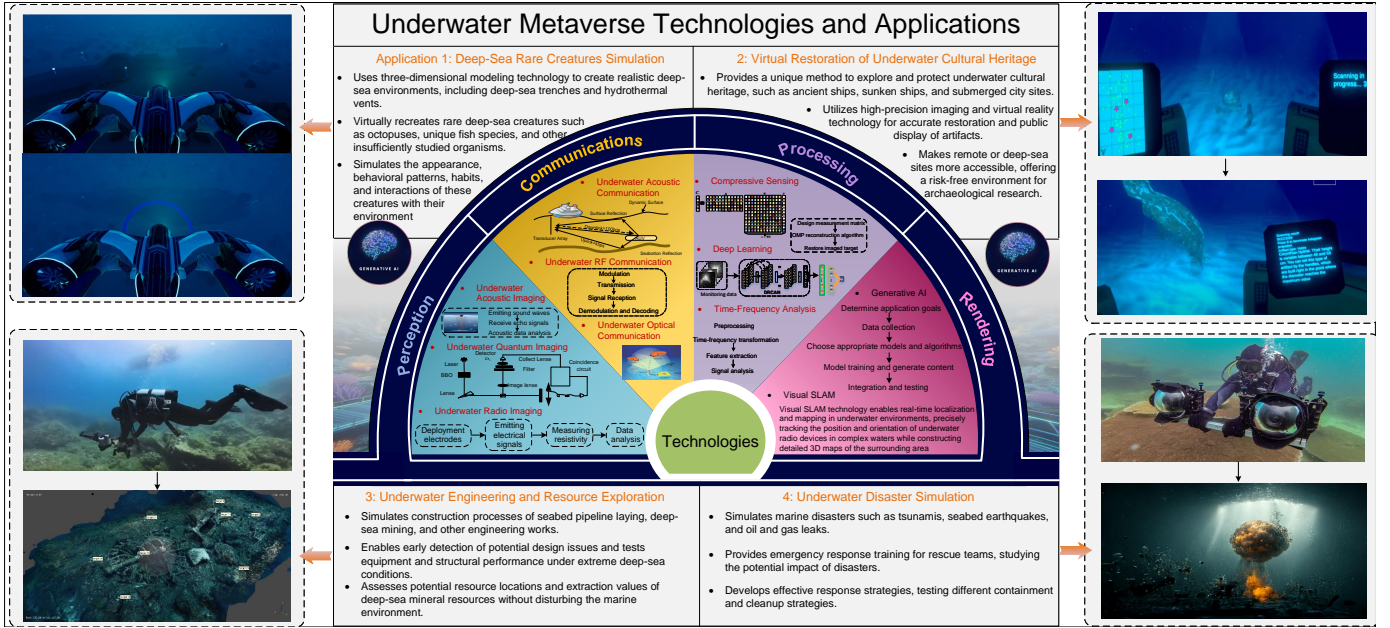 Underwater Metaverse Technologies and Applications
Application 1: Deep-Sea Rare Creatures Simulation
• Uses three-dimensional modeling technology to create realistic deep-
sea environments, including deep-sea trenches and hydrothermal
vents.
• Virtually recreates rare deep-sea creatures such
as octopuses, unique fish species, and other
insufficiently studied organisms.
• Simulates the appearance,
behavioral patterns, habits,
and interactions of these
creatures with their
environment
2: Virtual Restoration of Underwater Cultural Heritage
• Provides a unique method to explore and protect underwater cultural
heritage, such as ancient ships, sunken ships, and submerged city sites.
• Utilizes high-precision imaging and virtual reality
technology for accurate restoration and public
display of artifacts.
• Makes remote or deep-sea
sites more accessible, offering
a risk-free environment for
archaeological research.
Scanning in
progress...
GENERATIVE AI
GENERATIVE AI
Perception
Communications
Processing
Rendering
Technologies
• Underwater
Acoustic Imaging
Emitting sound waves
Receive echo signals
Acoustic data analysis
• Underwater Quantum Imaging
Detector
Collect Lense
Coincidence
circuit
Laser
Filter
BBO
Image lense
Lense
• Underwater Radio Imaging
Deployment
electrodes
Emitting
electrical
signals
Measuring
resistivity
Data
analysis
• Underwater Acoustic
Communication
Dynamic Surface
Surface Reflection
Transducer Array
Seabottom Reflection
• Underwater RF Communication
Modulation
Transmission
Signal Reception
Demodulation and Decoding
• Underwater Optical
Communication
• Compressive Sensing
Design measurement matrix
IOMP reconstruction algorithm
Restore imaged target
• Deep Learning
Monitoring data
DRCAN
• Time-Frequency Analysis
Preprocessing
Time-frequency transformation
Feature extraction
Signal analysis
• Generative AI
Determine application goals
Data collection
Choose appropriate models and algorithms
Model training and generate content
Integration and testing
• Visual SLAM
Visual SLAM technology enables real-time localization
and mapping in underwater environments, precisely
tracking the position and orientation of underwater
radio devices in complex waters while constructing
detailed 3D maps of the surrounding area
3: Underwater Engineering and Resource Exploration
• Simulates construction processes of seabed pipeline laying, deep-
sea mining, and other engineering works.
• Enables early detection of potential design issues and tests
equipment and structural performance under extreme deep-sea
conditions.
• Assesses potential resource locations and extraction values of
deep-sea mineral resources without disturbing the marine
environment.
4: Underwater Disaster Simulation
• Simulates marine disasters such as tsunamis, seabed earthquakes,
and oil and gas leaks.
• Provides emergency response training for rescue teams, studying
the potential impact of disasters.
• Develops effective response strategies, testing different containment
and cleanup strategies.